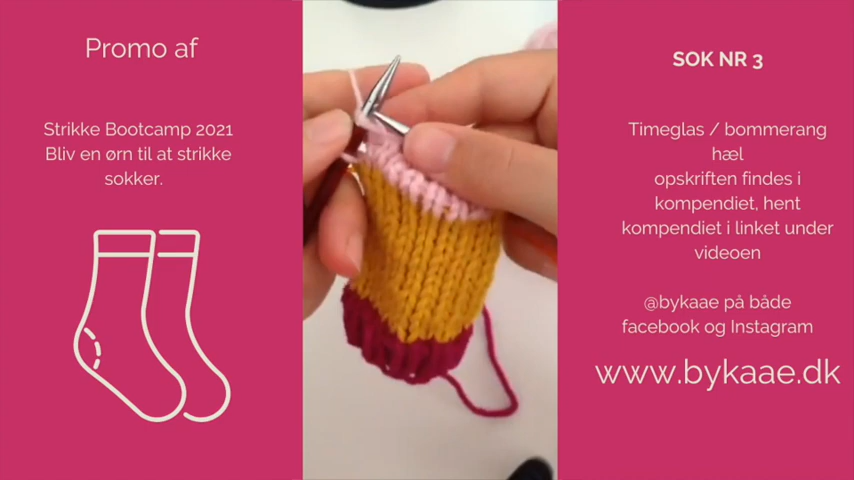 Promo af
Strikke Bootcamp 2021
Bliv en ørn til at strikke
sokker.
SOK NR 3
Timeglas / bommerang
hæl
opskriften findes i
kompendiet, hent
kompendiet i linket under
videoen
@bykaae på både
facebook og Instagram
www.bykaae.dk